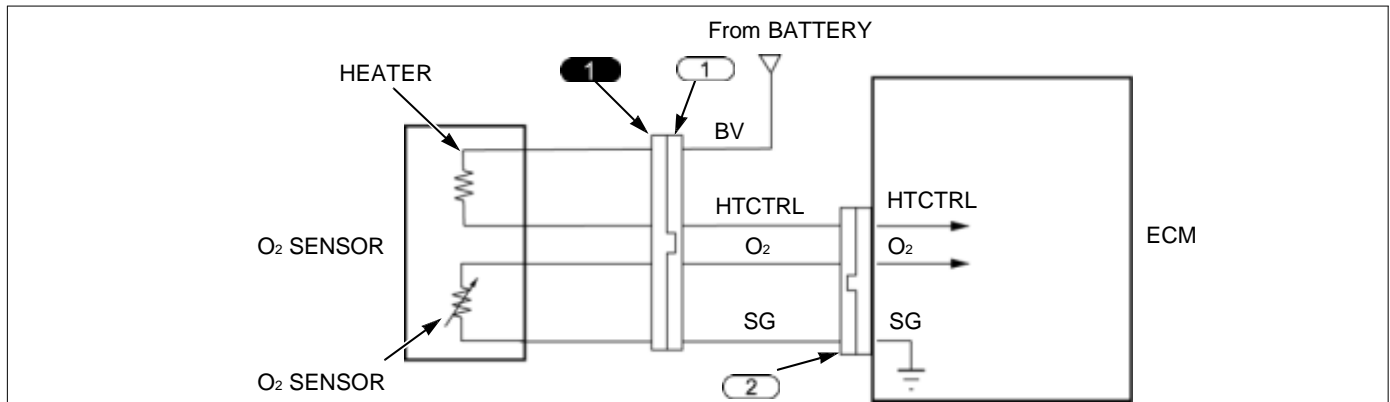 From BATTERY
HEATER
1
1
BV
HTCTRL
HTCTRL
O₂ SENSOR
O₂
O₂
ECM
SG
SG
O₂ SENSOR
2